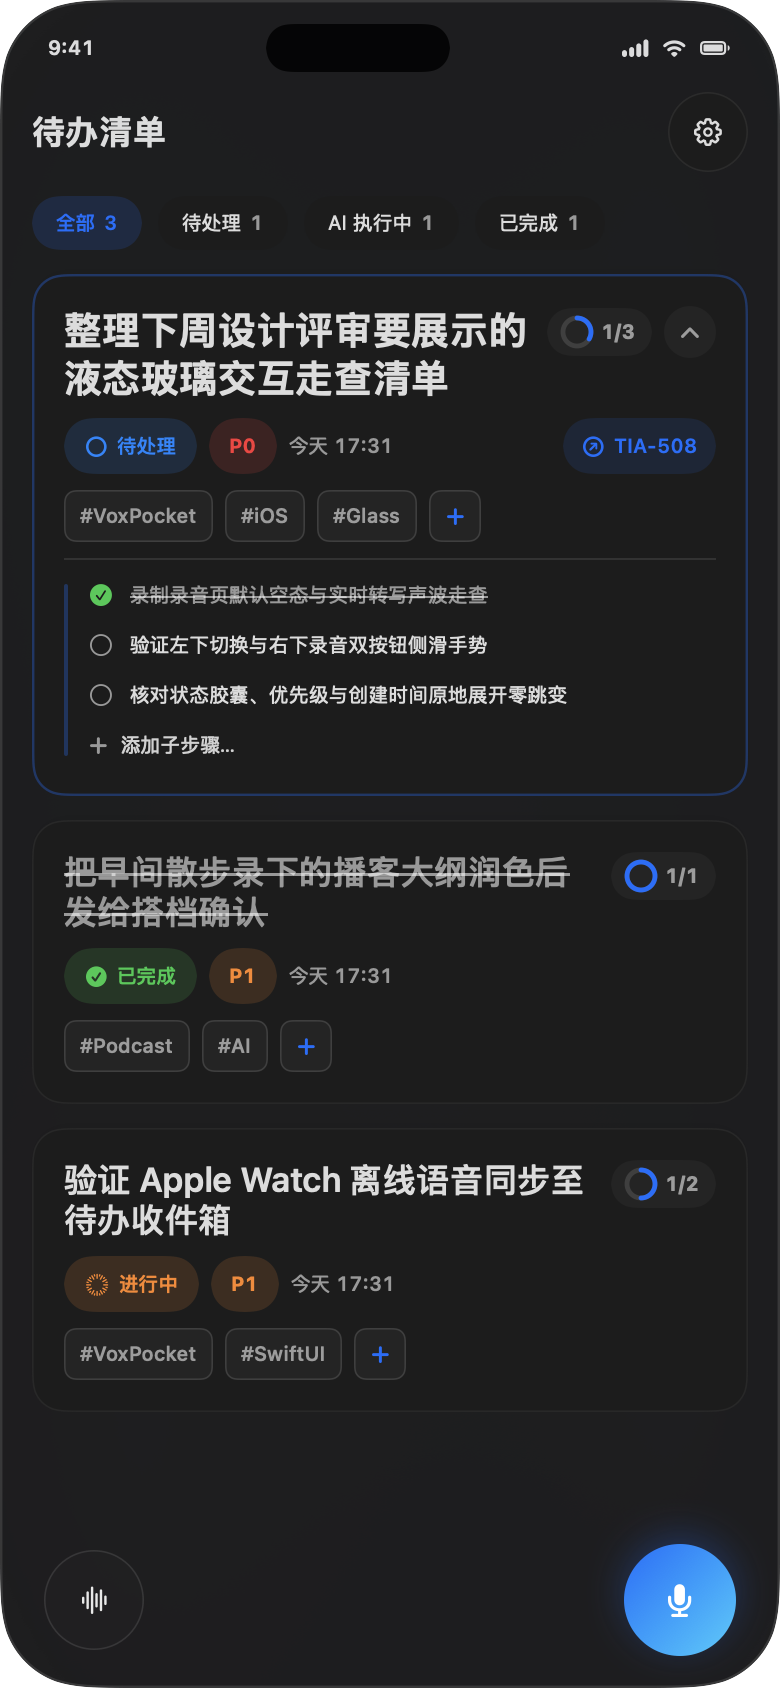 9:41
待办清单
全部 3 待处理 1 AI 执行中 1 已完成 1
整理下周设计评审要展示的 1/3
液态玻璃交互走查清单
待处理 P0 今天 17:31 TIA-508
#VoxPocket #iOS #Glass +
录制录音页默认空态与实时转写声波走查
验证左下切换与右下录音双按钮侧滑手势
核对状态胶囊、优先级与创建时间原地展开零跳变
+ 添加子步骤...
把早间散步录下的播客大纲润色后 1/1
发给搭档确认
已完成 P1 今天 17:31
#Podcast #AI +
验证 Apple Watch 离线语音同步至 1/2
待办收件箱
进行中 P1 今天 17:31
#VoxPocket #SwiftUI +